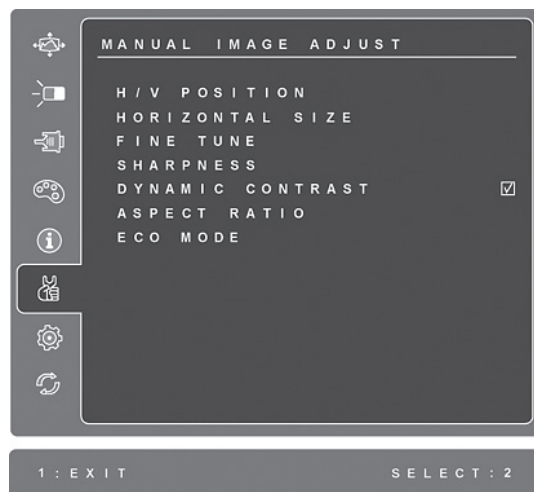 MANUAL IMAGE ADJUST
H/V POSITION
HORIZONTAL SIZE
FINE TUNE
SHARPNESS
DYNAMIC CONTRAST
ASPECT RATIO
ECO MODE
1:EXIT SELECT:2